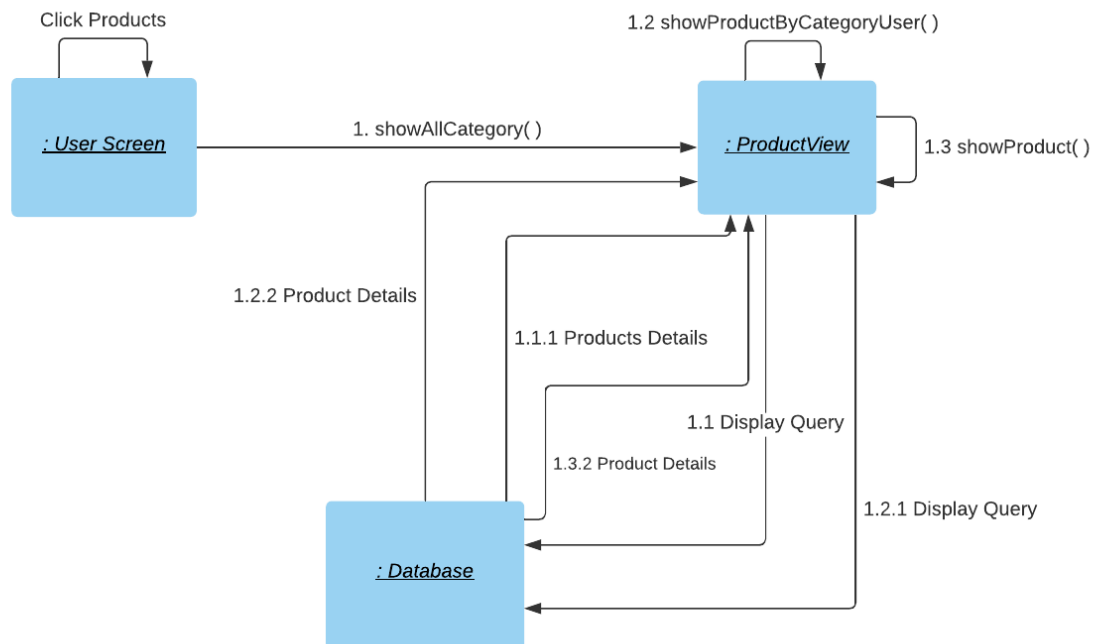 Click Products
1.2 showProductByCategoryUser( )
1. showAllCategory( )
: User Screen
: ProductView
1.3 showProduct( )
1.2.2 Product Details
1.1.1 Products Details
1.1 Display Query
1.3.2 Product Details
1.2.1 Display Query
: Database